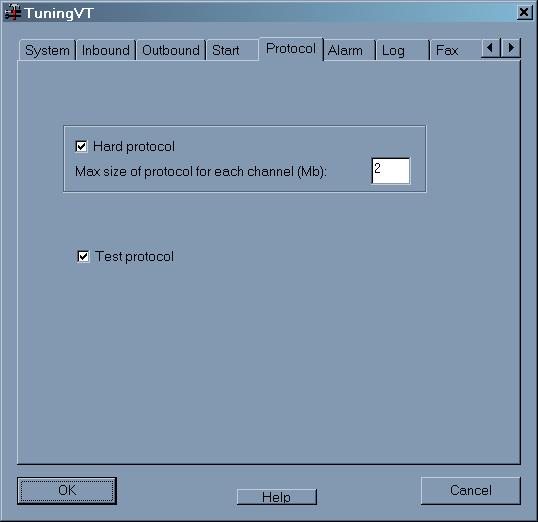 TuningVT
System Inbound Outbound Start Protocol Alarm Log Fax
Hard protocol
Max size of protocol for each channel (Mb): 2
Test protocol
OK Help Cancel